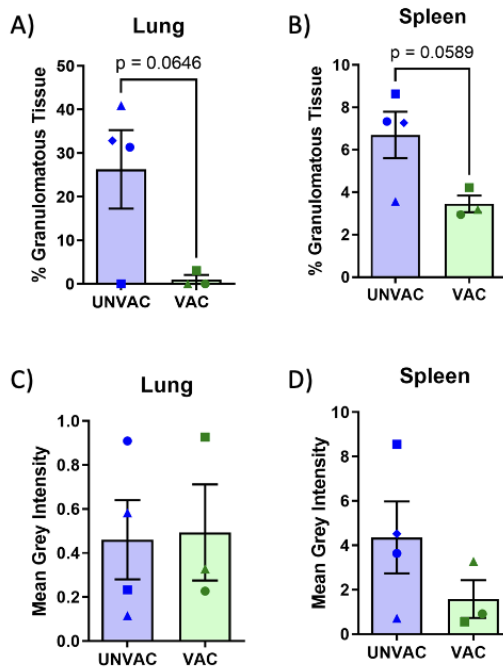 A)
Lung
p = 0.0646
% Granulomatous Tissue
50
40
30
20
10
0
UNVAC VAC
B)
Spleen
p = 0.0589
% Granulomatous Tissue
10
8
6
4
2
0
UNVAC VAC
C)
Lung
Mean Grey Intensity
1.0
0.8
0.6
0.4
0.2
0.0
UNVAC VAC
D)
Spleen
Mean Grey Intensity
10
8
6
4
2
0
UNVAC VAC